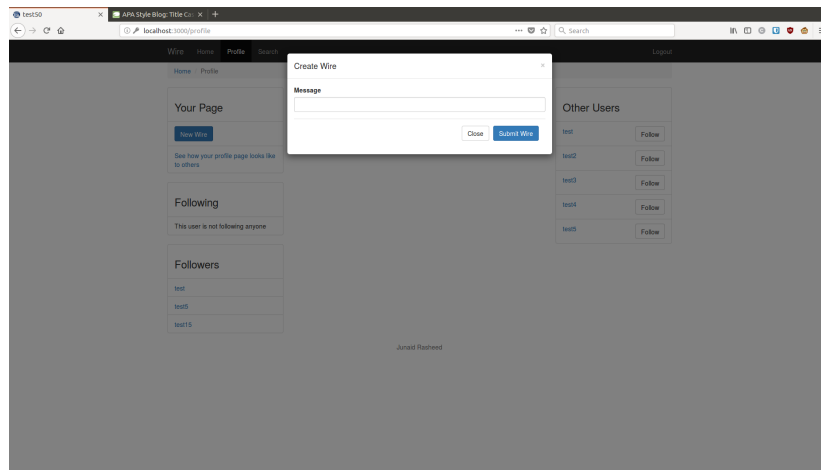 test50
APA Style Blog: Title Ca
localhost:3000/profile
Search
Wire Home Profile Search Logout
Home Profile
Create Wire
Message
Close Submit Wire
Your Page
New Wire
See how your profile page looks like
to others
Following
This user is not following anyone
Followers
test
test5
test15
Other Users
test Follow
test2 Follow
test3 Follow
test4 Follow
test5 Follow
Junaid Rasheed